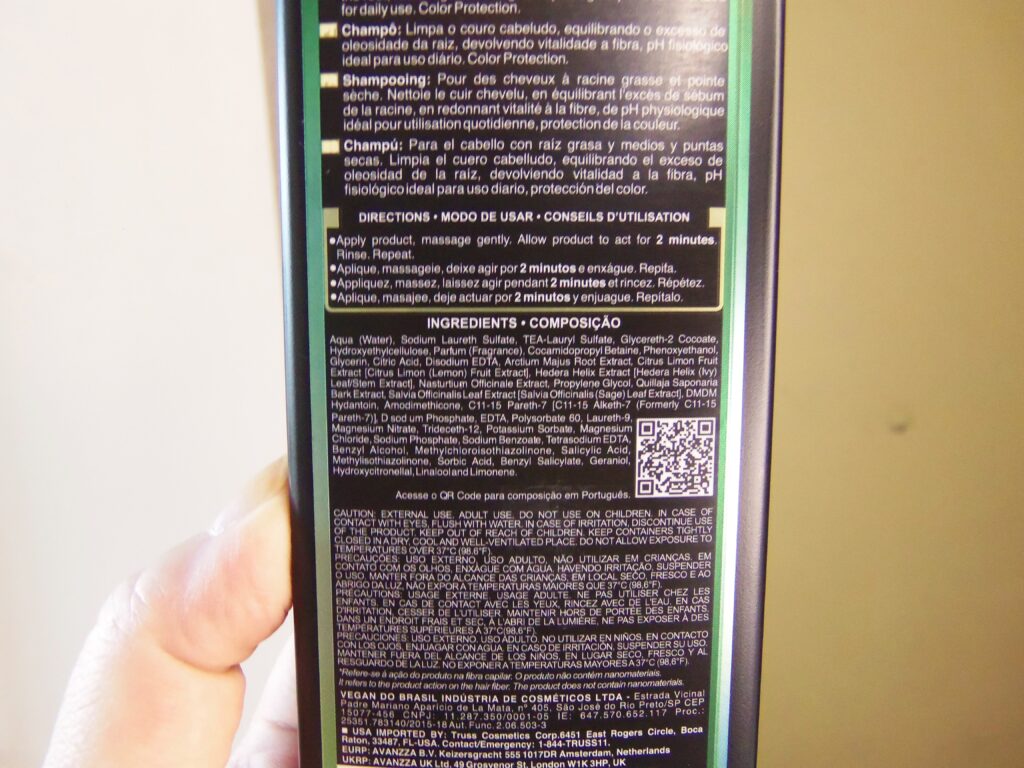 for daily use. Color Protection.
Champô: Limpa o couro cabeludo, equilibrando o excesso de
oleosidade da raiz, devolvendo vitalidade a fibra, pH fisiológico
ideal para uso diário. Color Protection.
Shampooing: Pour des cheveux à racine grasse et pointe
sèche. Nettoie le cuir chevelu, en équilibrant l'excès de sébum
de la racine, en redonnant vitalité à la fibre, de pH physiologique
idéal pour utilisation quotidienne, protection de la couleur.
Champú: Para el cabello con raíz grasa y medios y puntas
secas. Limpia el cuero cabelludo, equilibrando el exceso de
oleosidad de la raíz, devolviendo vitalidad a la fibra, pH
fisiológico ideal para uso diario, protección del color.
DIRECTIONS • MODO DE USAR • CONSEILS D'UTILISATION
•Apply product, massage gently. Allow product to act for 2 minutes.
Rinse. Repeat.
•Aplique, massageie, deixe agir por 2 minutos e enxágue. Repita.
•Appliquez, massez, laissez agir pendant 2 minutes et rincez. Répétez.
•Aplique, masajee, deje actuar por 2 minutos y enjuague. Repítalo.
INGREDIENTS • COMPOSIÇÃO
Aqua (Water), Sodium Laureth Sulfate, TEA-Lauryl Sulfate, Glycereth-2 Cocoate,
Hydroxyethylcellulose, Parfum (Fragrance), Cocamidopropyl Betaine, Phenoxyethanol,
Glycerin, Citric Acid, Disodium EDTA, Arctium Majus Root Extract, Citrus Limon Fruit
Extract [Citrus Limon (Lemon) Fruit Extract], Hedera Helix Extract [Hedera Helix (Ivy)
Leaf/Stem Extract], Nasturtium Officinale Extract, Propylene Glycol, Quillaja Saponaria
Bark Extract, Salvia Officinalis Leaf Extract [Salvia Officinalis (Sage) Leaf Extract], DMDM
Hydantoin, Amodimethicone, C11-15 Pareth-7 [C11-15 Alketh-7 (Formerly C11-15
Pareth-7)], D sod um Phosphate, EDTA, Polysorbate 60, Laureth-9,
Magnesium Nitrate, Trideceth-12, Potassium Sorbate, Magnesium
Chloride, Sodium Phosphate, Sodium Benzoate, Tetrasodium EDTA,
Benzyl Alcohol, Methylchloroisothiazolinone, Salicylic Acid,
Methylisothiazolinone, Sorbic Acid, Benzyl Salicylate, Geraniol,
Hydroxycitronellal, Linalool and Limonene.
Acesse o QR Code para composição em Português.
CAUTION: EXTERNAL USE. ADULT USE. DO NOT USE ON CHILDREN. IN CASE OF
CONTACT WITH EYES, FLUSH WITH WATER. IN CASE OF IRRITATION, DISCONTINUE USE
OF THE PRODUCT. KEEP OUT OF REACH OF CHILDREN. KEEP CONTAINERS TIGHTLY
CLOSED IN A DRY, COOL AND WELL-VENTILATED PLACE. DO NOT ALLOW EXPOSURE TO
TEMPERATURES OVER 37°C (98.6°F).
PRECAUÇÕES: USO EXTERNO, USO ADULTO, NÃO UTILIZAR EM CRIANÇAS. EM
CONTATO COM OS OLHOS, ENXÁGUE COM ÁGUA. HAVENDO IRRITAÇÃO, SUSPENDER
O USO. MANTER FORA DO ALCANCE DAS CRIANÇAS, EM LOCAL SECO, FRESCO E AO
ABRIGO DA LUZ, NÃO EXPOR A TEMPERATURAS MAIORES QUE 37°C (98.6°F).
PRÉCAUTIONS: USAGE EXTERNE. USAGE ADULTE. NE PAS UTILISER CHEZ LES
ENFANTS. EN CAS DE CONTACT AVEC LES YEUX, RINCEZ AVEC DE L'EAU. EN CAS
D'IRRITATION, CESSER DE L'UTILISER. MAINTENIR HORS DE PORTÉE DES ENFANTS,
DANS UN ENDROIT FRAIS ET SEC, À L'ABRI DE LA LUMIÈRE, NE PAS EXPOSER À DES
TEMPÉRATURES SUPÉRIEURES À 37°C (98,6°F).
PRECAUCIONES: USO EXTERNO. USO ADULTO. NO UTILIZAR EN NIÑOS. EN CONTACTO
CON LOS OJOS, ENJUAGAR CON AGUA. EN CASO DE IRRITACIÓN, SUSPENDER SU USO.
MANTENER FUERA DEL ALCANCE DE LOS NIÑOS, EN LUGAR SECO, FRESCO Y AL
RESGUARDO DE LA LUZ. NO EXPONER A TEMPERATURAS MAYORES A 37°C (98,6°F).
*Refere-se à ação do produto na fibra capilar. O produto não contém nanomateriais.
It refers to the product action on the hair fiber. The product does not contain nanomaterials.
VEGAN DO BRASIL INDÚSTRIA DE COSMÉTICOS LTDA - Estrada Vicinal
Padre Mariano Aparicio de La Mata, nº 405, São José do Rio Preto/SP CEP
15077-456 CNPJ: 11.287.350/0001-05 IE: 647.570.652.117 Proc.:
25351.783140/2015-18 Aut. Func. 2.06.503-3
■ USA IMPORTED BY: Truss Cosmetics Corp.6451 East Rogers Circle, Boca
Raton, 33487. FL-USA. Contact/Emergency: 1-844-TRUSS11.
EURP: AVANZZA B.V. Keizersgracht 555 1017DR Amsterdam, Netherlands
UKRP: AVANZZA UK Ltd. 49 Grosvenor St, London W1K 3HP, UK